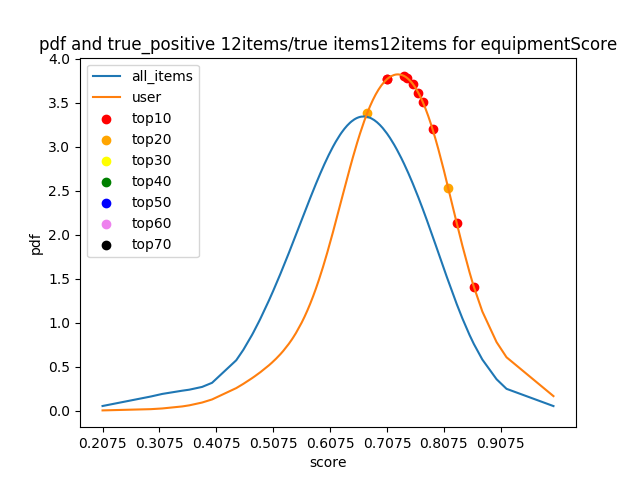 pdf and true_positive 12items/true items12items for equipmentScore
all_items
user
top10
top20
top30
top40
top50
top60
top70
4.0
3.5
3.0
2.5
2.0
1.5
1.0
0.5
0.0
pdf
0.2075 0.3075 0.4075 0.5075 0.6075 0.7075 0.8075 0.9075
score